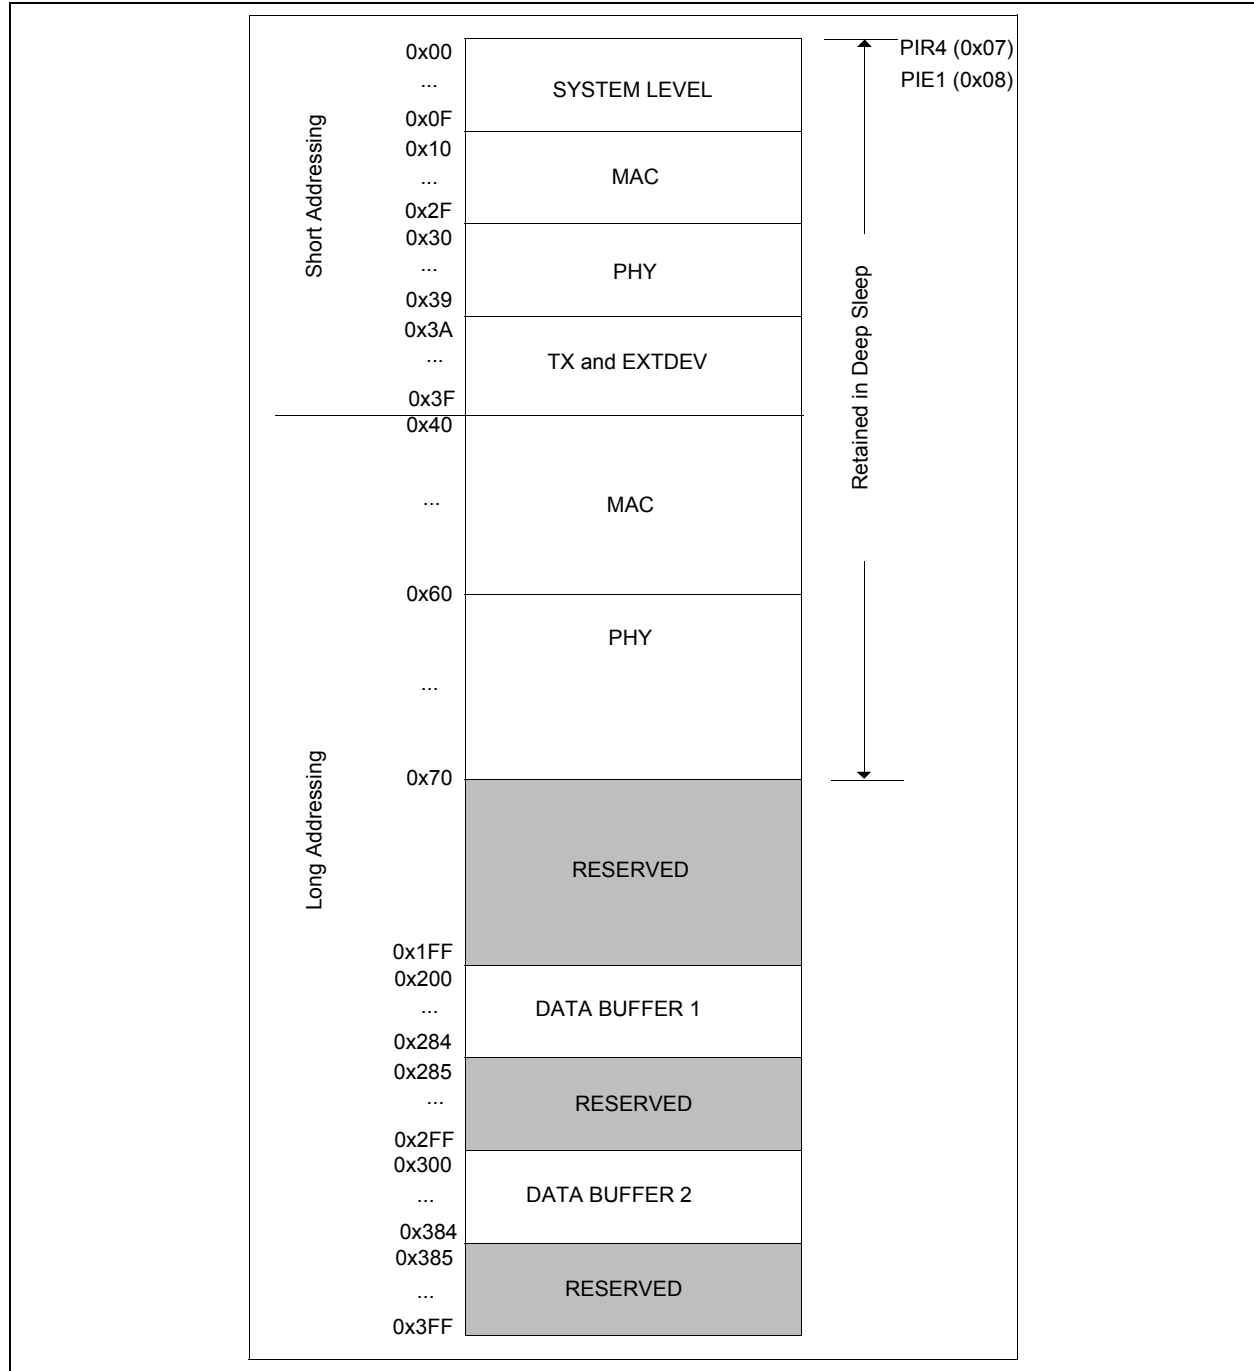 0x00
PIR4 (0x07)
...
SYSTEM LEVEL
PIE1 (0x08)
0x0F
0x10
...
MAC
0x2F
0x30
...
PHY
0x39
0x3A
...
TX and EXTDEV
0x3F
Short Addressing
Retained in Deep Sleep
0x40
...
MAC
0x60
PHY
...
0x70
RESERVED
0x1FF
0x200
...
DATA BUFFER 1
0x284
0x285
...
RESERVED
0x2FF
0x300
...
DATA BUFFER 2
0x384
0x385
...
RESERVED
0x3FF
Long Addressing